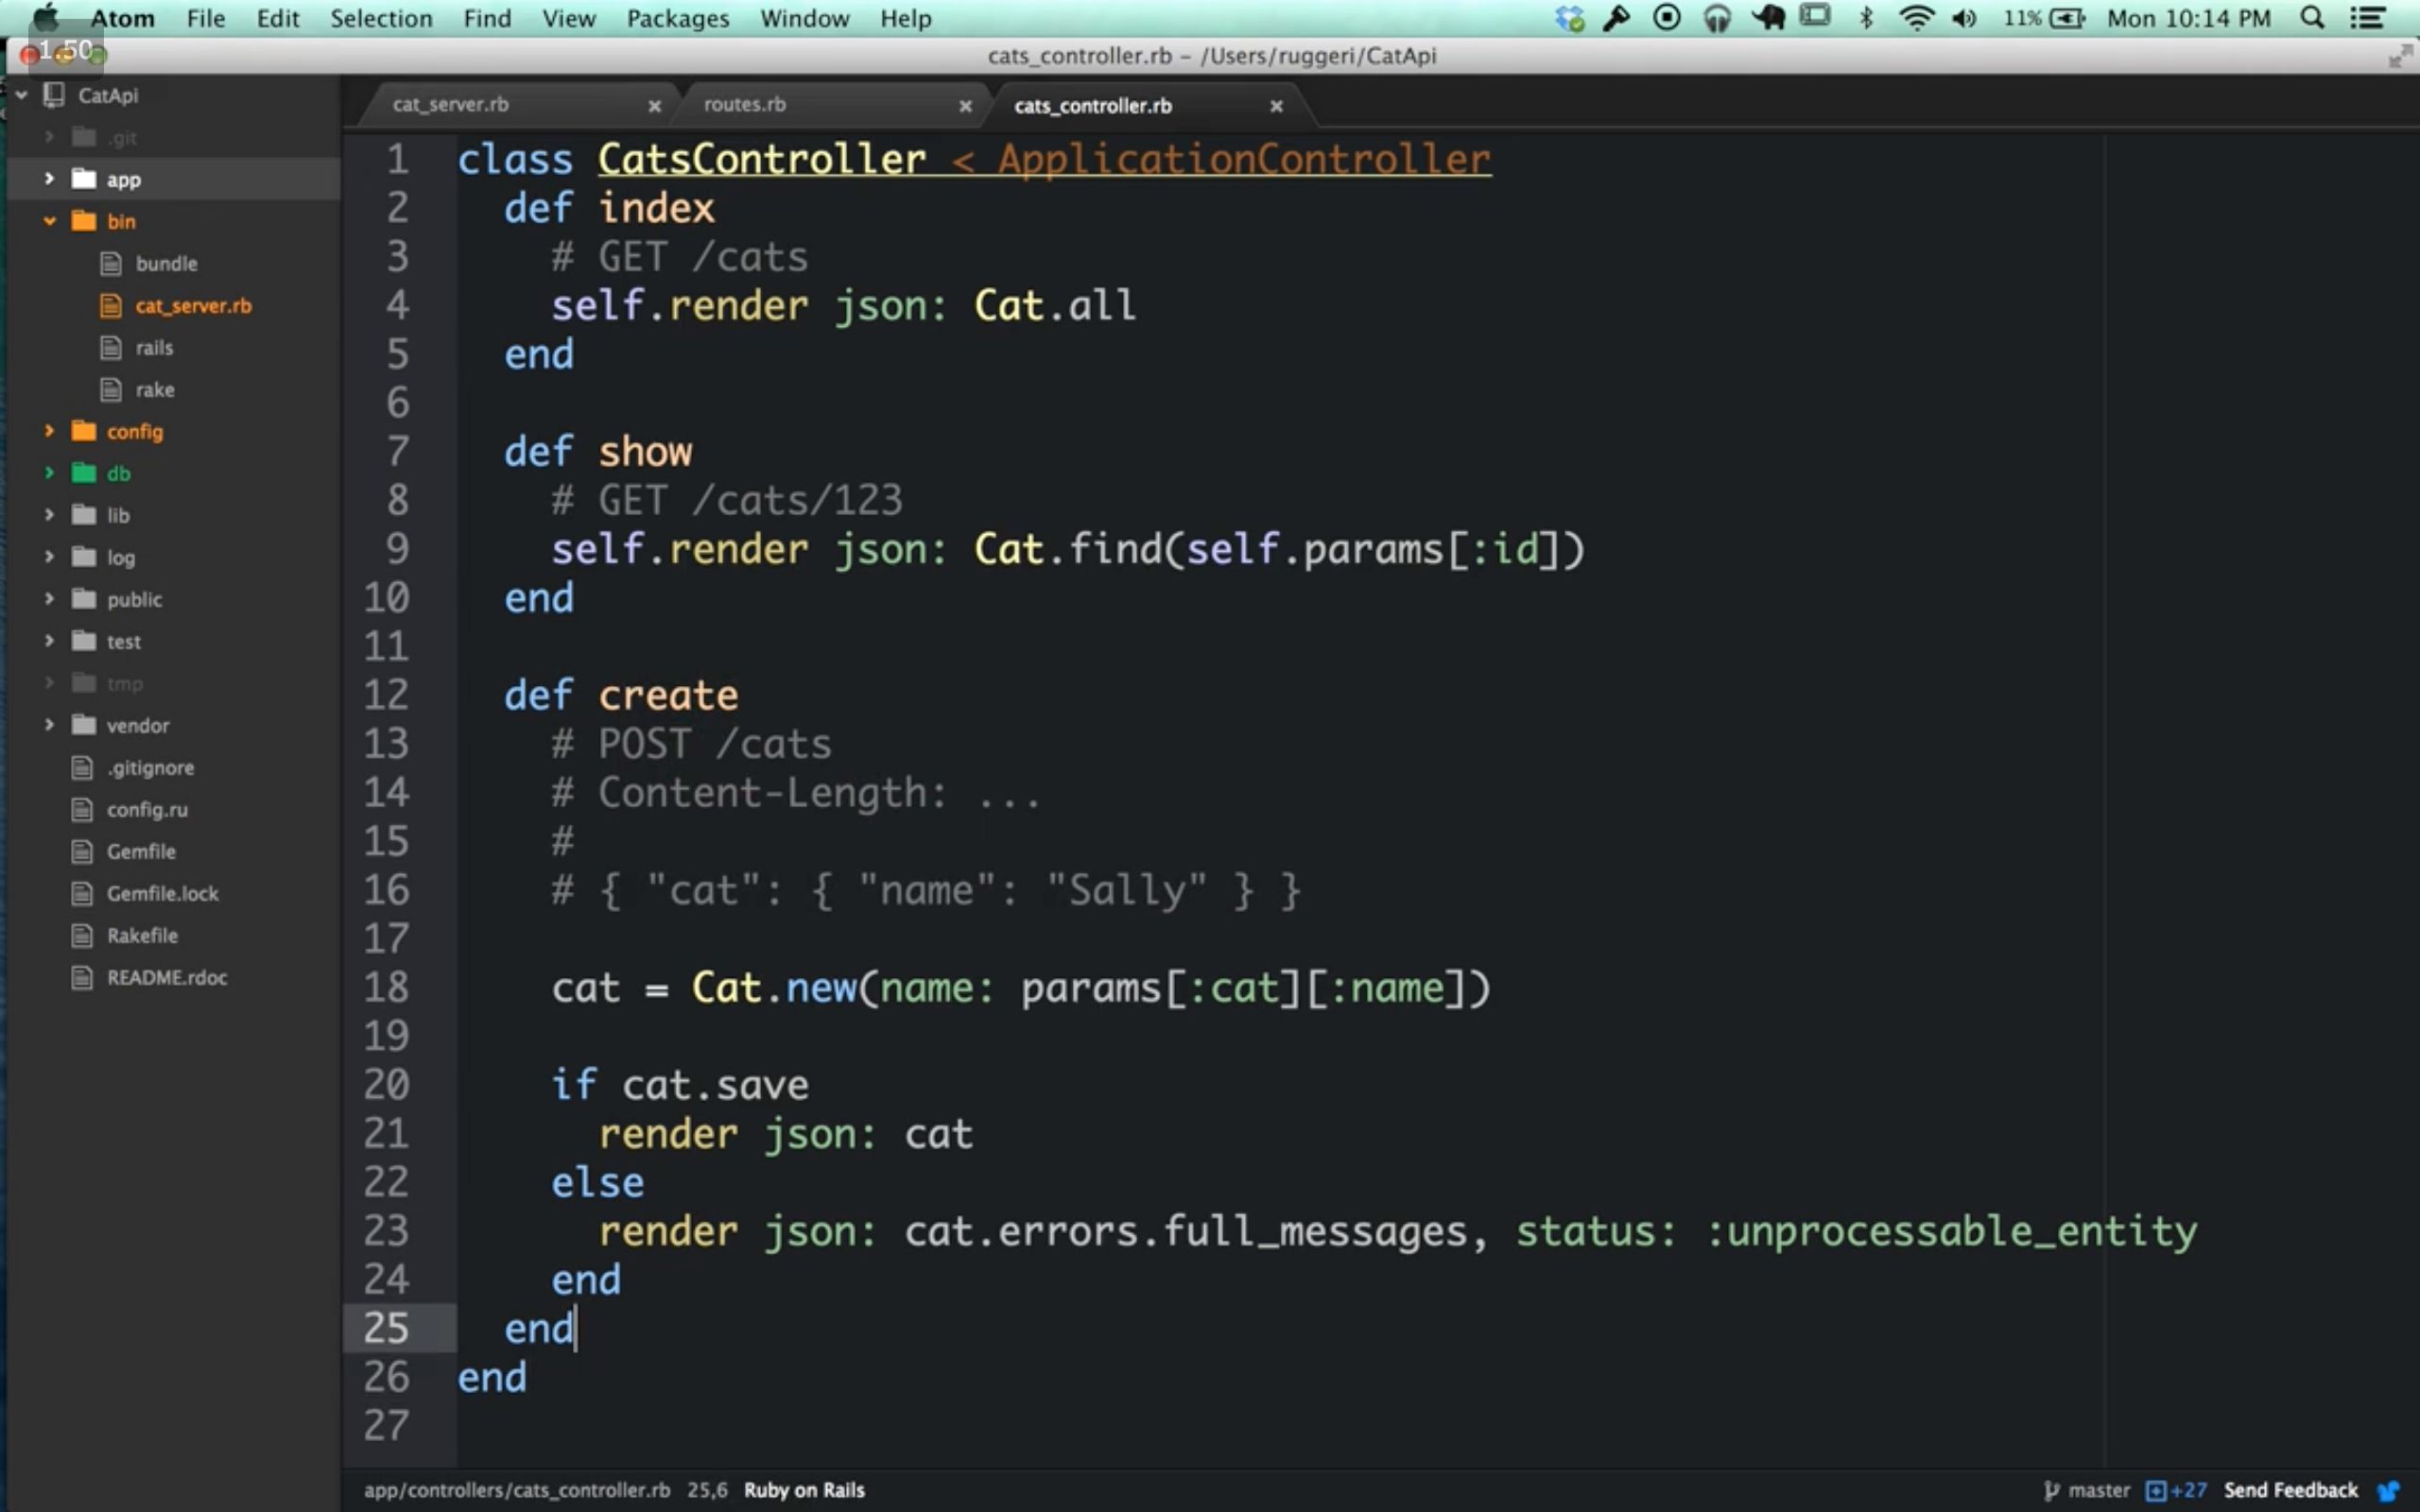 Atom File Edit Selection Find View Packages Window Help 11% Mon 10:14 PM
1.50
cats_controller.rb – /Users/ruggeri/CatApi
CatApi
.git
app
bin
bundle
cat_server.rb
rails
rake
config
db
lib
log
public
test
tmp
vendor
.gitignore
config.ru
Gemfile
Gemfile.lock
Rakefile
README.rdoc
cat_server.rb routes.rb cats_controller.rb
1 class CatsController < ApplicationController
2   def index
3     # GET /cats
4     self.render json: Cat.all
5   end
6
7   def show
8     # GET /cats/123
9     self.render json: Cat.find(self.params[:id])
10   end
11
12   def create
13     # POST /cats
14     # Content-Length: ...
15     #
16     # { "cat": { "name": "Sally" } }
17
18     cat = Cat.new(name: params[:cat][:name])
19
20     if cat.save
21       render json: cat
22     else
23       render json: cat.errors.full_messages, status: :unprocessable_entity
24     end
25   end
26 end
27
app/controllers/cats_controller.rb 25,6 Ruby on Rails master +27 Send Feedback